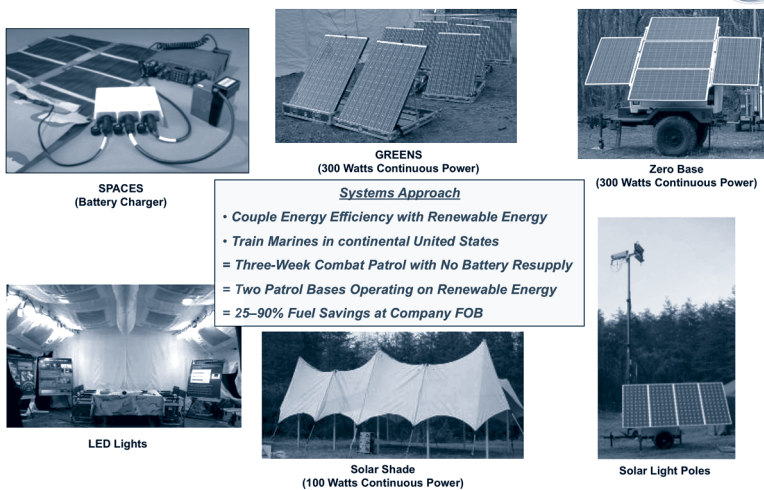 SPACES
(Battery Charger)
GREENS
(300 Watts Continuous Power)
Zero Base
(300 Watts Continuous Power)
Systems Approach
• Couple Energy Efficiency with Renewable Energy
• Train Marines in continental United States
= Three-Week Combat Patrol with No Battery Resupply
= Two Patrol Bases Operating on Renewable Energy
= 25–90% Fuel Savings at Company FOB
LED Lights
Solar Shade
(100 Watts Continuous Power)
Solar Light Poles